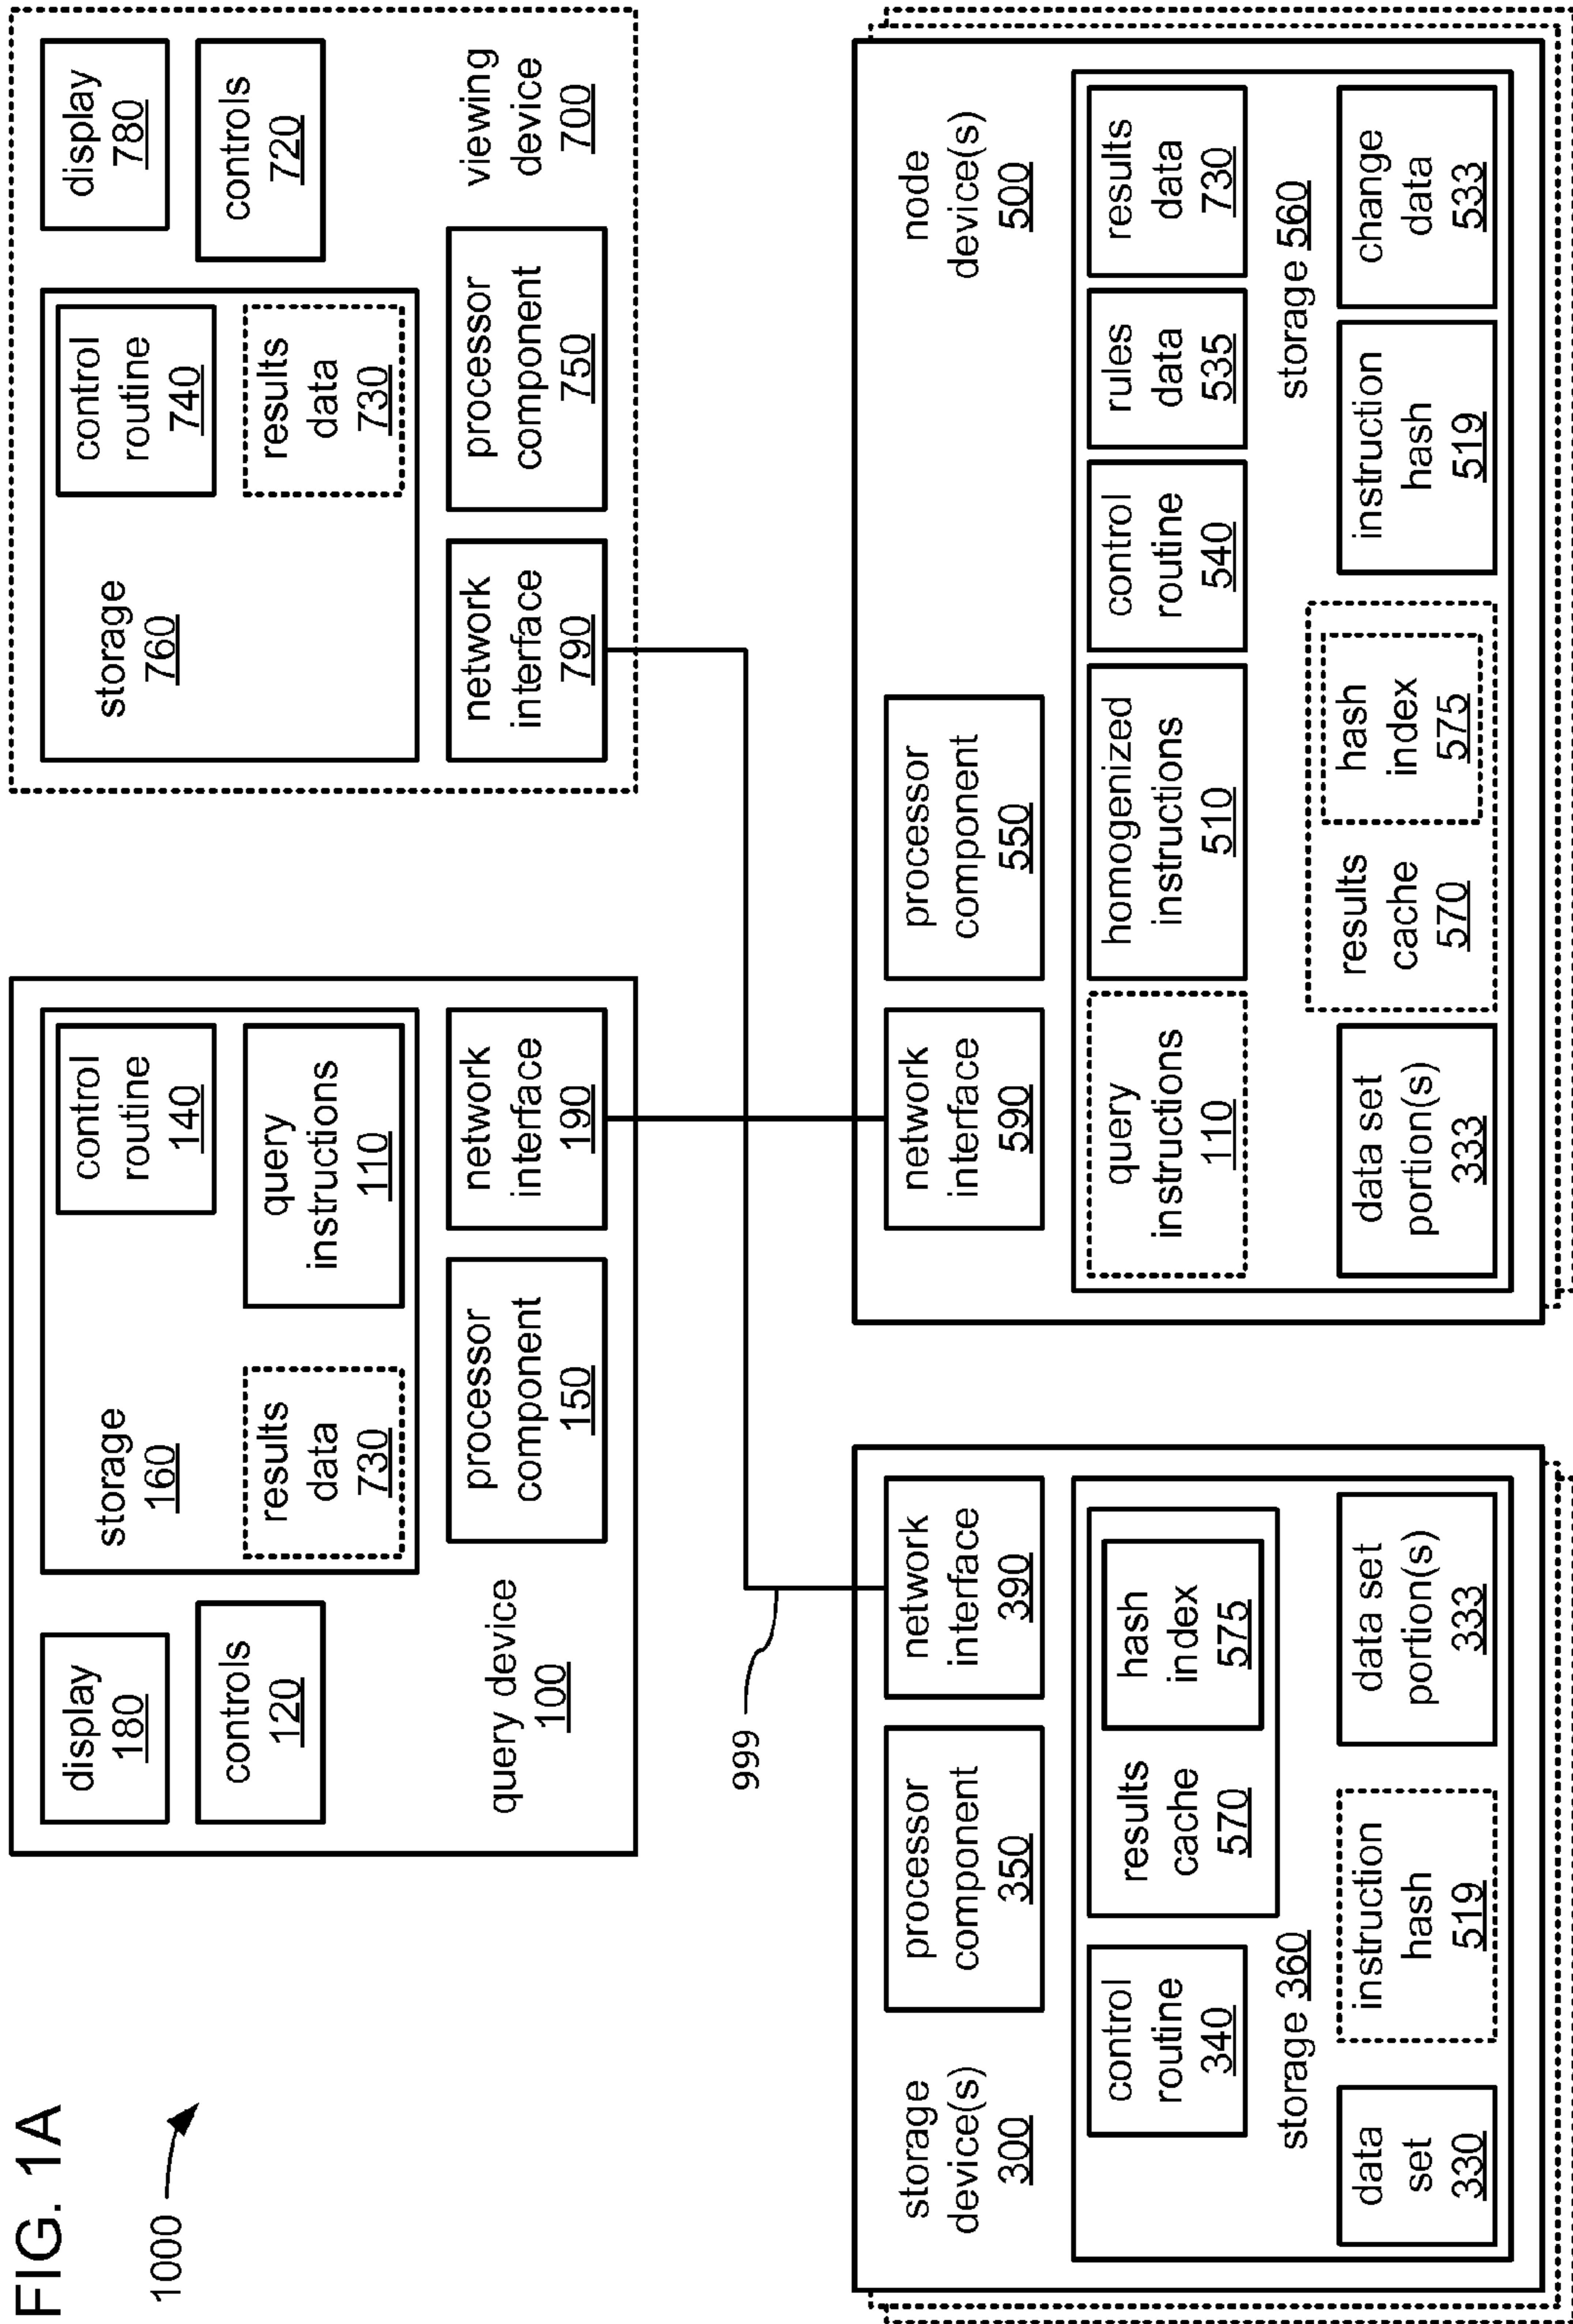 FIG. 1A
1000
display
180
controls
120
query device
100
storage
160
control
routine
140
results
data
730
query
instructions
110
processor
component
150
network
interface
190
storage
760
control
routine
740
results
data
730
display
780
controls
720
network
interface
790
processor
component
750
viewing
device
700
999
storage
device(s)
300
processor
component
350
network
interface
390
control
routine
340
results
cache
570
hash
index
575
storage 360
data
set
330
instruction
hash
519
data set
portion(s)
333
network
interface
590
processor
component
550
node
device(s)
500
query
instructions
110
homogenized
instructions
510
control
routine
540
rules
data
535
results
data
730
storage 560
data set
portion(s)
333
results
cache
570
hash
index
575
instruction
hash
519
change
data
533